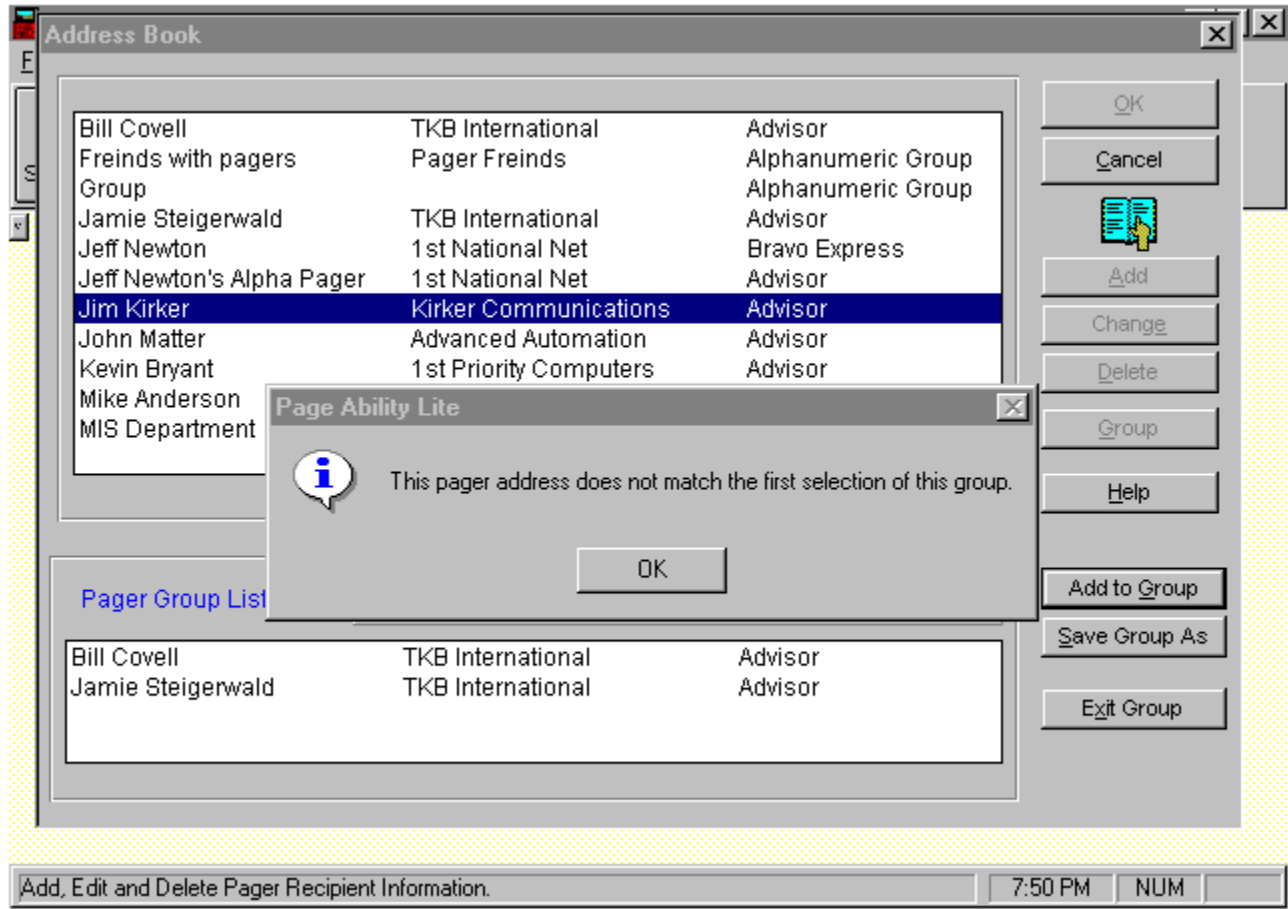 Address Book
F
S
OK
Bill Covell TKB International Advisor
Cancel
Freinds with pagers Pager Freinds Alphanumeric Group
Group Alphanumeric Group
Jamie Steigerwald TKB International Advisor
Jeff Newton 1st National Net Bravo Express
Jeff Newton's Alpha Pager 1st National Net Advisor
Add
Jim Kirker Kirker Communications Advisor
Change
John Matter Advanced Automation Advisor
Kevin Bryant 1st Priority Computers Advisor
Delete
Mike Anderson
MIS Department
Group
Help
Page Ability Lite
This pager address does not match the first selection of this group.
OK
Pager Group List
Add to Group
Save Group As
Exit Group
Bill Covell TKB International Advisor
Jamie Steigerwald TKB International Advisor
Add, Edit and Delete Pager Recipient Information. 7:50 PM NUM